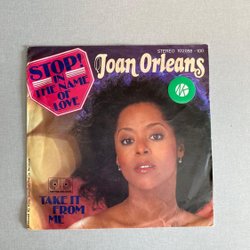 STOP!
IN
THE NAME
OF
LOVE
STEREO
Joan Orleans
TAKE IT
FROM
ME